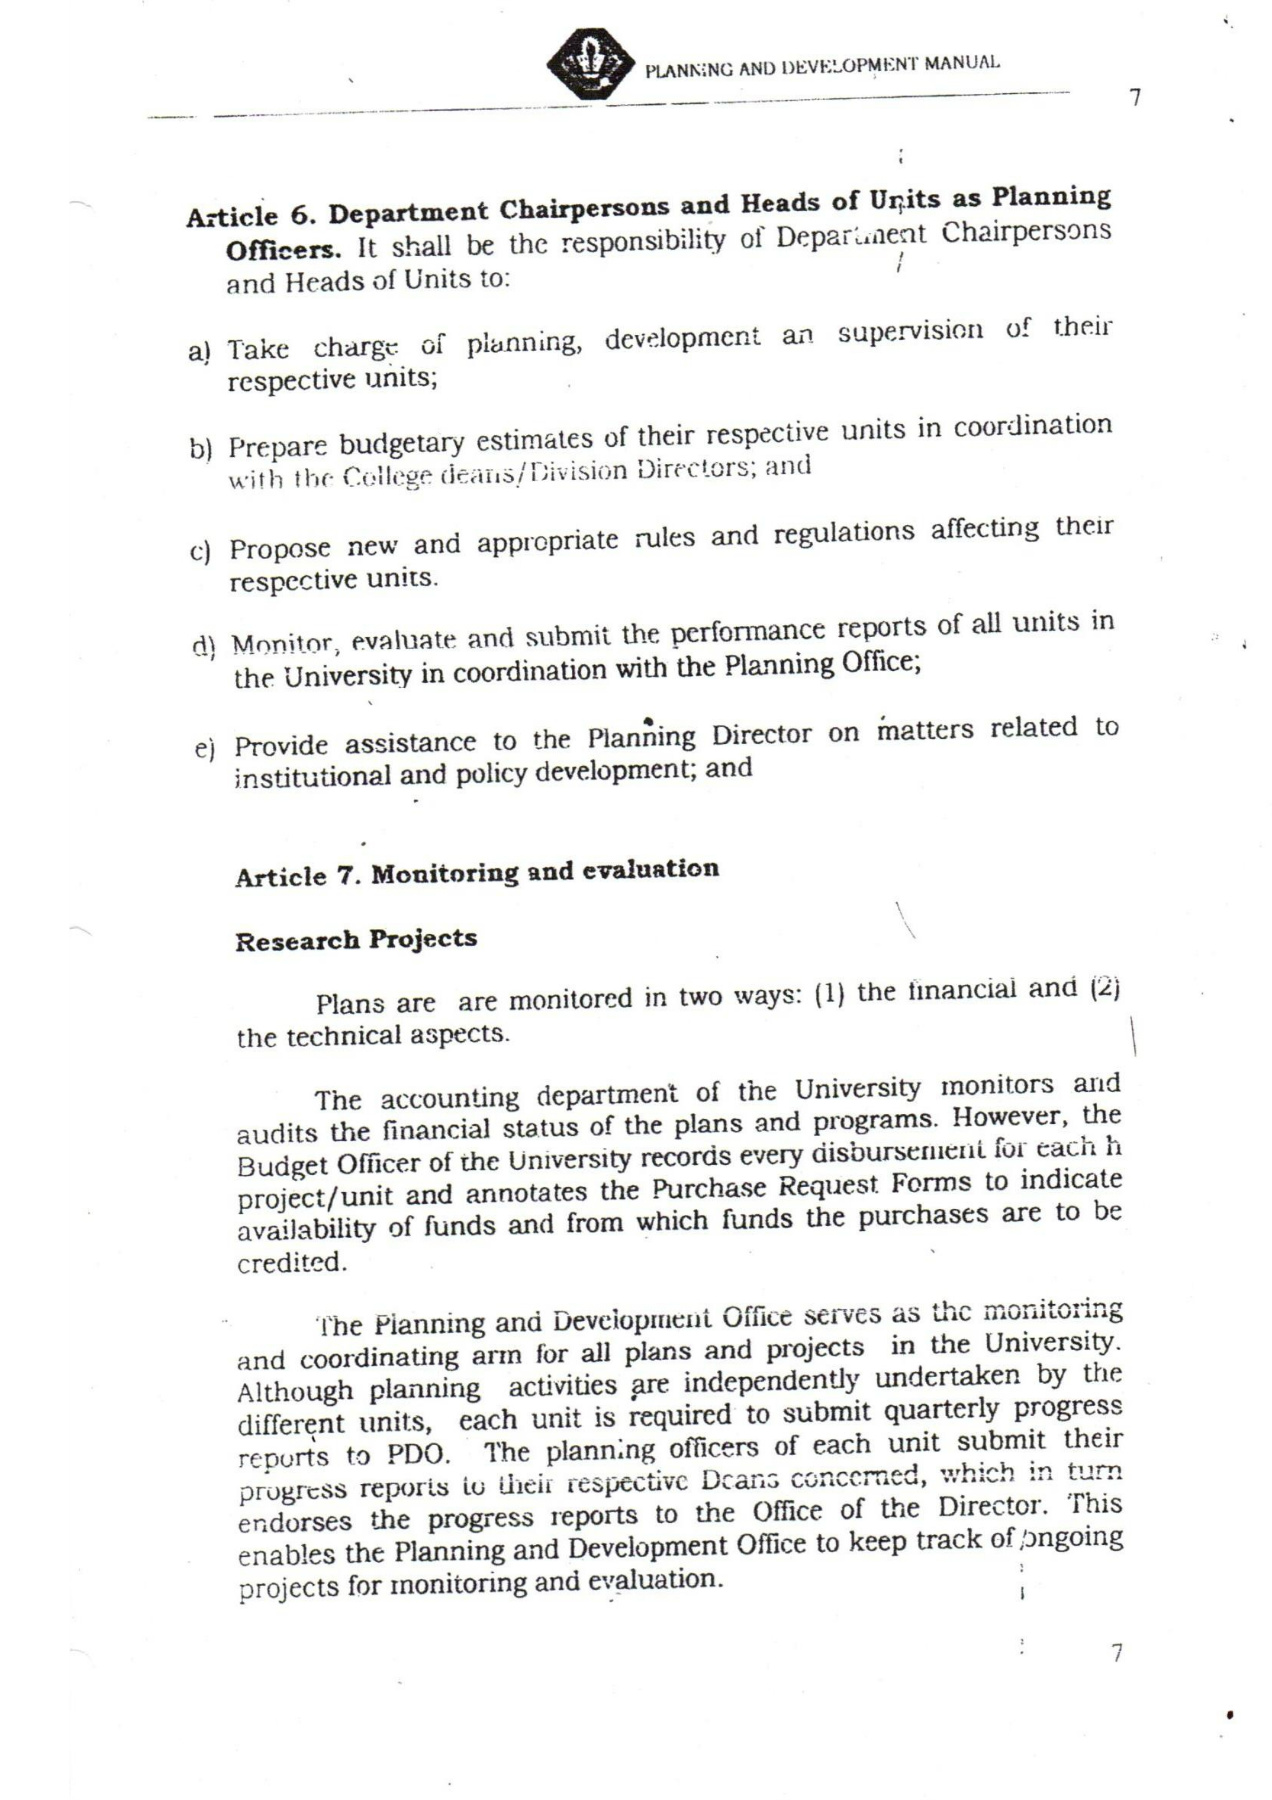 PLANNING AND DEVELOPMENT MANUAL
7
Article 6. Department Chairpersons and Heads of Units as Planning
Officers. It shall be the responsibility of Department Chairpersons
and Heads of Units to:
a) Take charge of planning, development an supervision of their
respective units;
b) Prepare budgetary estimates of their respective units in coordination
with the College deans/Division Directors; and
c) Propose new and appropriate rules and regulations affecting their
respective units.
d) Monitor, evaluate and submit the performance reports of all units in
the University in coordination with the Planning Office;
e) Provide assistance to the Planning Director on matters related to
institutional and policy development; and
Article 7. Monitoring and evaluation
Research Projects
Plans are are monitored in two ways: (1) the financial and (2)
the technical aspects.
The accounting department of the University monitors and
audits the financial status of the plans and programs. However, the
Budget Officer of the University records every disbursement for each h
project/unit and annotates the Purchase Request Forms to indicate
availability of funds and from which funds the purchases are to be
credited.
The Planning and Development Office serves as the monitoring
and coordinating arm for all plans and projects in the University.
Although planning activities are independently undertaken by the
different units, each unit is required to submit quarterly progress
reports to PDO. The planning officers of each unit submit their
progress reports to their respective Deans concerned, which in turn
endorses the progress reports to the Office of the Director. This
enables the Planning and Development Office to keep track of ongoing
projects for monitoring and evaluation.
7